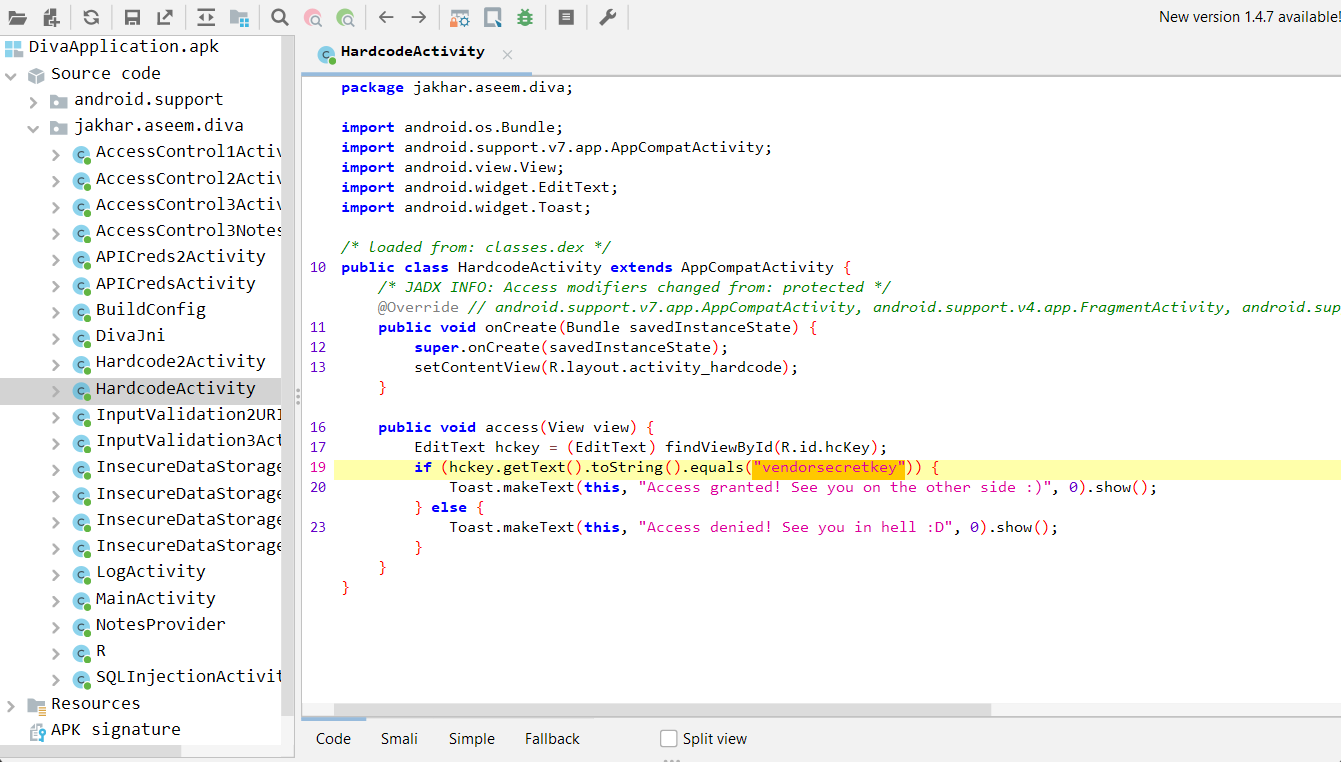 New version 1.4.7 available!
DivaApplication.apk
Source code
android.support
jakhar.aseem.diva
AccessControl1Activ
AccessControl2Activ
AccessControl3Activ
AccessControl3Notes
APICreds2Activity
APICredsActivity
BuildConfig
DivaJni
Hardcode2Activity
HardcodeActivity
InputValidation2URI
InputValidation3Act
InsecureDataStorage
InsecureDataStorage
InsecureDataStorage
InsecureDataStorage
LogActivity
MainActivity
NotesProvider
R
SQLInjectionActivit
Resources
APK signature
HardcodeActivity
package jakhar.aseem.diva;
import android.os.Bundle;
import android.support.v7.app.AppCompatActivity;
import android.view.View;
import android.widget.EditText;
import android.widget.Toast;
/* loaded from: classes.dex */
10 public class HardcodeActivity extends AppCompatActivity {
/* JADX INFO: Access modifiers changed from: protected */
@Override // android.support.v7.app.AppCompatActivity, android.support.v4.app.FragmentActivity, android.sup
11 public void onCreate(Bundle savedInstanceState) {
12 super.onCreate(savedInstanceState);
13 setContentView(R.layout.activity_hardcode);
}
16 public void access(View view) {
17 EditText hckey = (EditText) findViewById(R.id.hcKey);
19 if (hckey.getText().toString().equals("vendorsecretkey")) {
20 Toast.makeText(this, "Access granted! See you on the other side :)", 0).show();
} else {
23 Toast.makeText(this, "Access denied! See you in hell :D", 0).show();
}
}
}
Code Smali Simple Fallback Split view